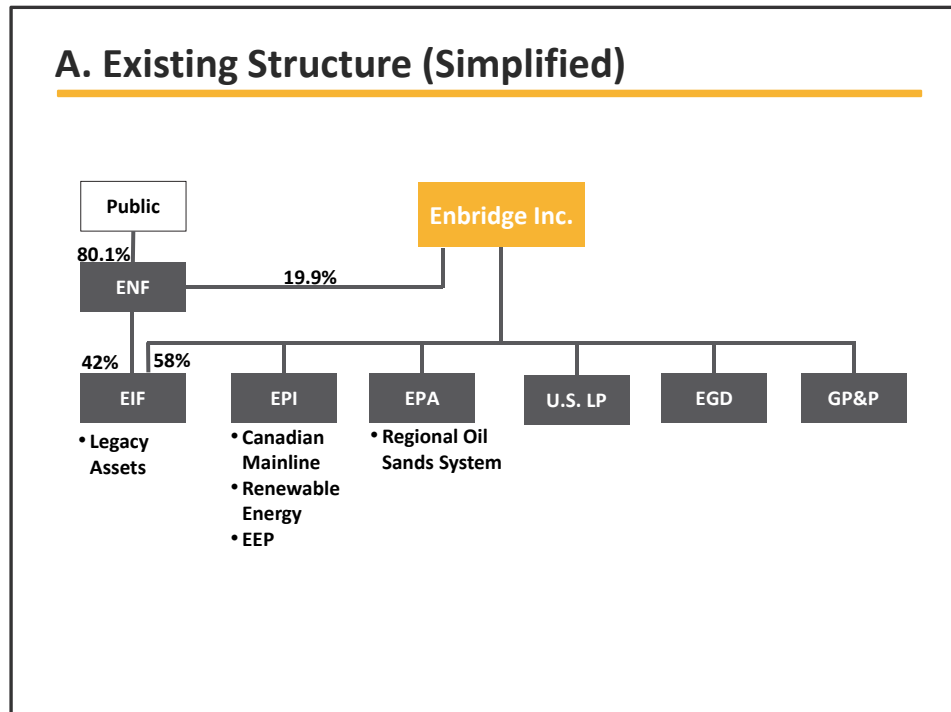 A. Existing Structure (Simplified)
Public
Enbridge Inc.
80.1%
ENF
19.9%
42%
58%
EIF
EPI
EPA
U.S. LP
EGD
GP&P
• Legacy
Assets
• Canadian
Mainline
• Renewable
Energy
• EEP
• Regional Oil
Sands System